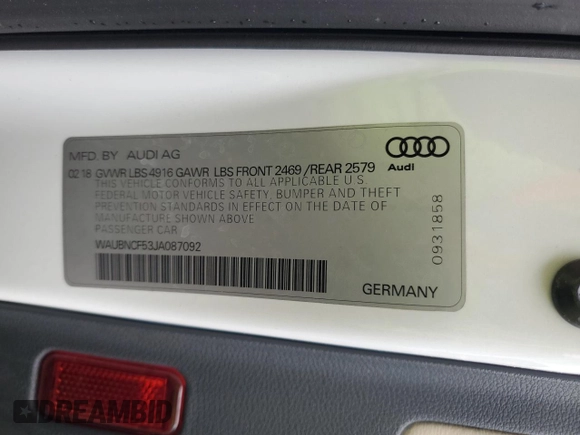 MFD BY AUDI AG
02 18 GVWR LBS 4916 GAWR LBS FRONT 2469 /REAR 2579
THIS VEHICLE CONFORMS TO ALL APPLICABLE U.S.
FEDERAL MOTOR VEHICLE SAFETY, BUMPER AND THEFT
PREVENTION STANDARDS IN EFFECT ON THE DATE OF
MANUFACTURE SHOWN ABOVE
PASSENGER CAR
WAUBNCF53JA087092
Audi
0931858
GERMANY
DREAMBID